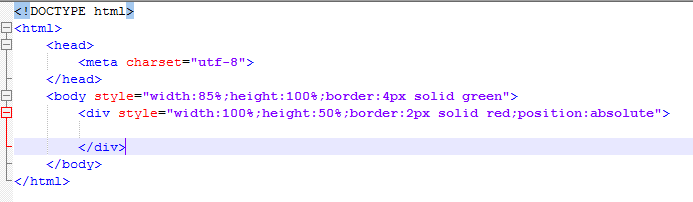 <!DOCTYPE html>
<html>
<head>
<meta charset="utf-8">
</head>
<body style="width:85%;height:100%;border:4px solid green">
<div style="width:100%;height:50%;border:2px solid red;position:absolute">
</div>
</body>
</html>